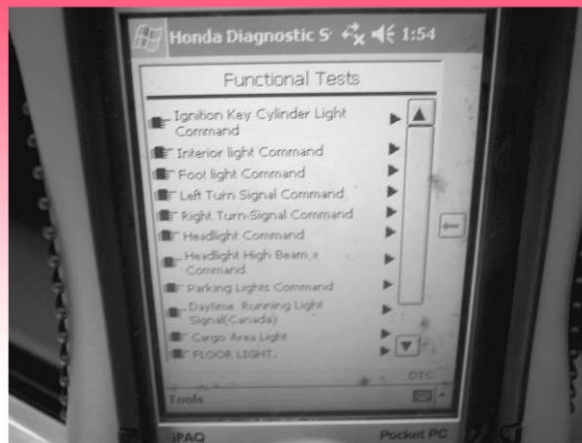 Honda Diagnostic S 1:54
Functional Tests
Ignition Key Cylinder Light
Command
Interior light Command
Foot light Command
Left Turn Signal Command
Right Turn-Signal Command
Headlight Command
Headlight High Beam
Command
Parking Lights Command
Daytime Running Light
Signal(Canada)
Cargo Area Light
FLOOR LIGHT.
DTC
Tools
iPAQ Pocket PC